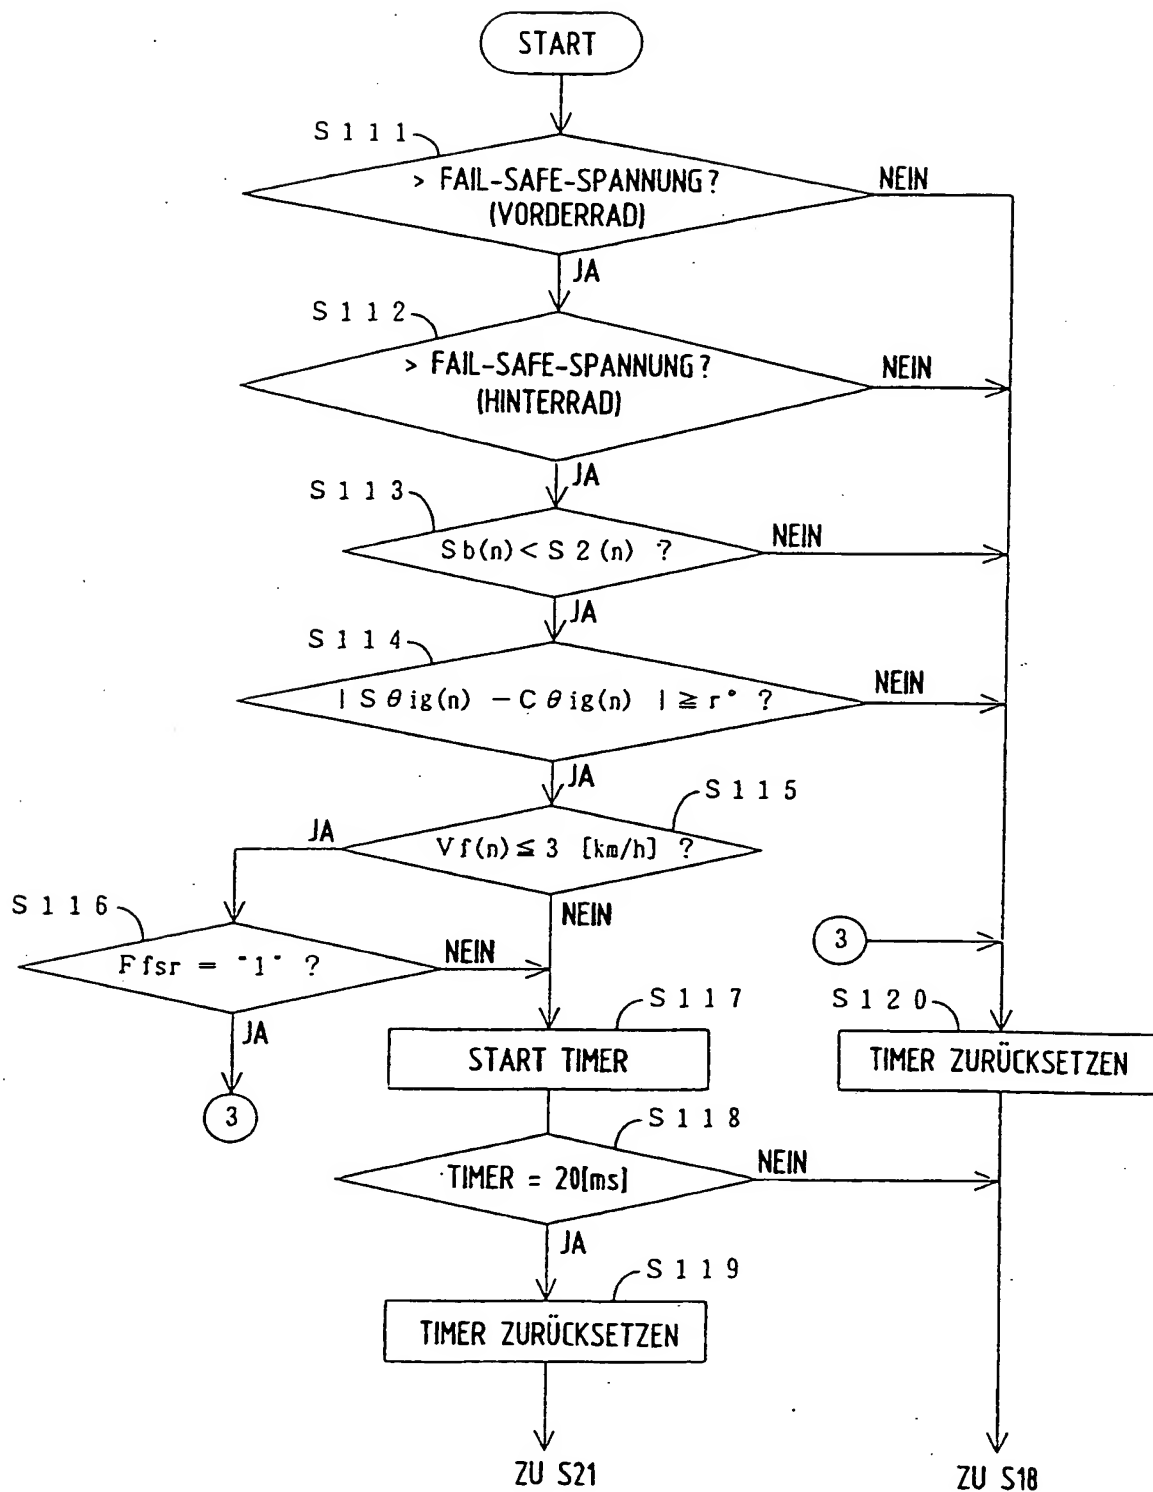 START
S111
> FAIL-SAFE-SPANNUNG?
(VORDERRAD)
NEIN
JA
S112
> FAIL-SAFE-SPANNUNG?
(HINTERRAD)
NEIN
JA
S113
Sb(n)<S2(n) ?
NEIN
JA
S114
|Sθig(n) −Cθig(n) |≧r° ?
NEIN
JA
S115
Vf(n)≦3 [km/h] ?
JA
NEIN
S116
Ffsr = "1" ?
NEIN
JA
3
3
S117
START TIMER
S120
TIMER ZURÜCKSETZEN
S118
TIMER = 20[ms]
NEIN
JA
S119
TIMER ZURÜCKSETZEN
ZU S21
ZU S18